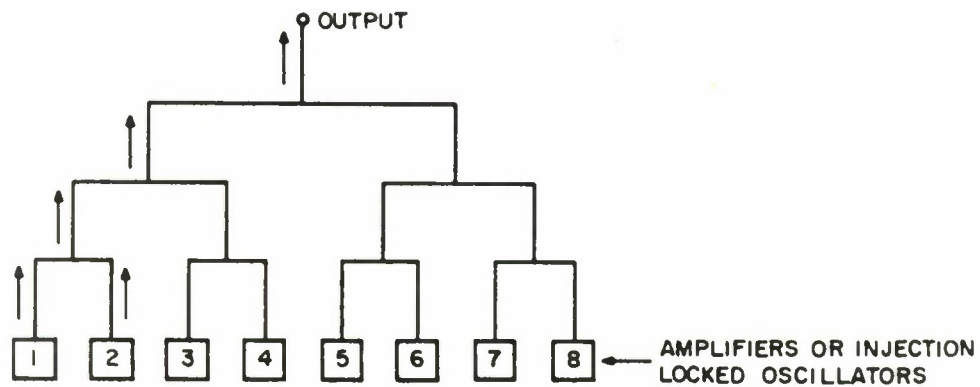 OUTPUT
1 2 3 4 5 6 7 8
AMPLIFIERS OR INJECTION
LOCKED OSCILLATORS